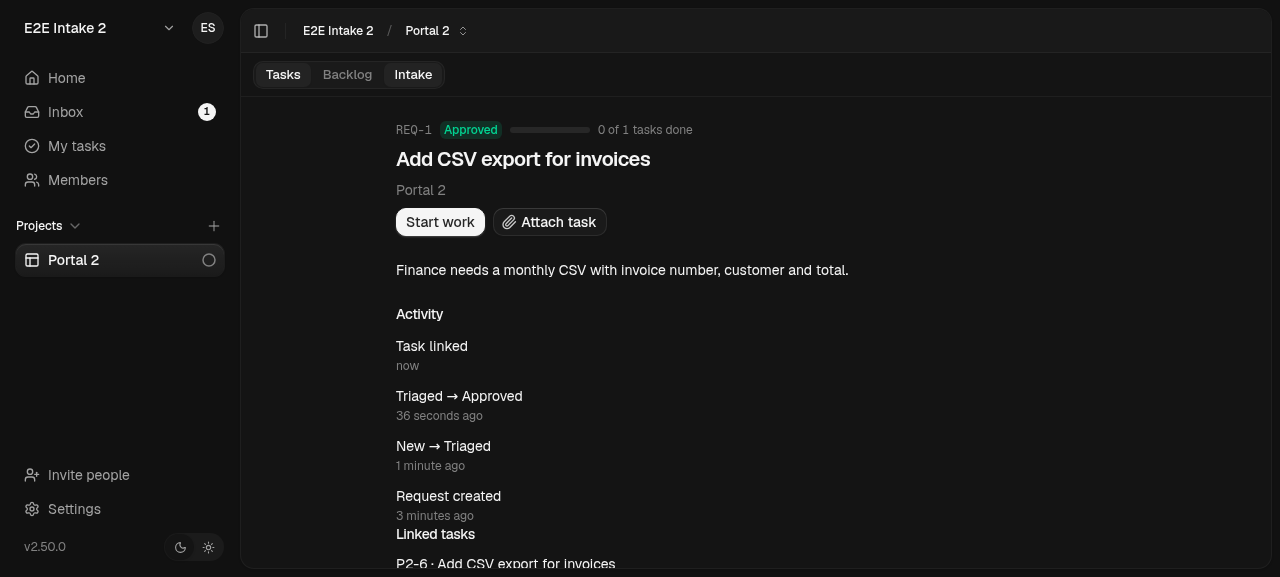 E2E Intake 2
ES
Home
Inbox
1
My tasks
Members
Projects
Portal 2
Invite people
Settings
v2.50.0
E2E Intake 2 / Portal 2
Tasks Backlog Intake
REQ-1 Approved 0 of 1 tasks done
Add CSV export for invoices
Portal 2
Start work Attach task
Finance needs a monthly CSV with invoice number, customer and total.
Activity
Task linked
now
Triaged → Approved
36 seconds ago
New → Triaged
1 minute ago
Request created
3 minutes ago
Linked tasks
P2-6 · Add CSV export for invoices